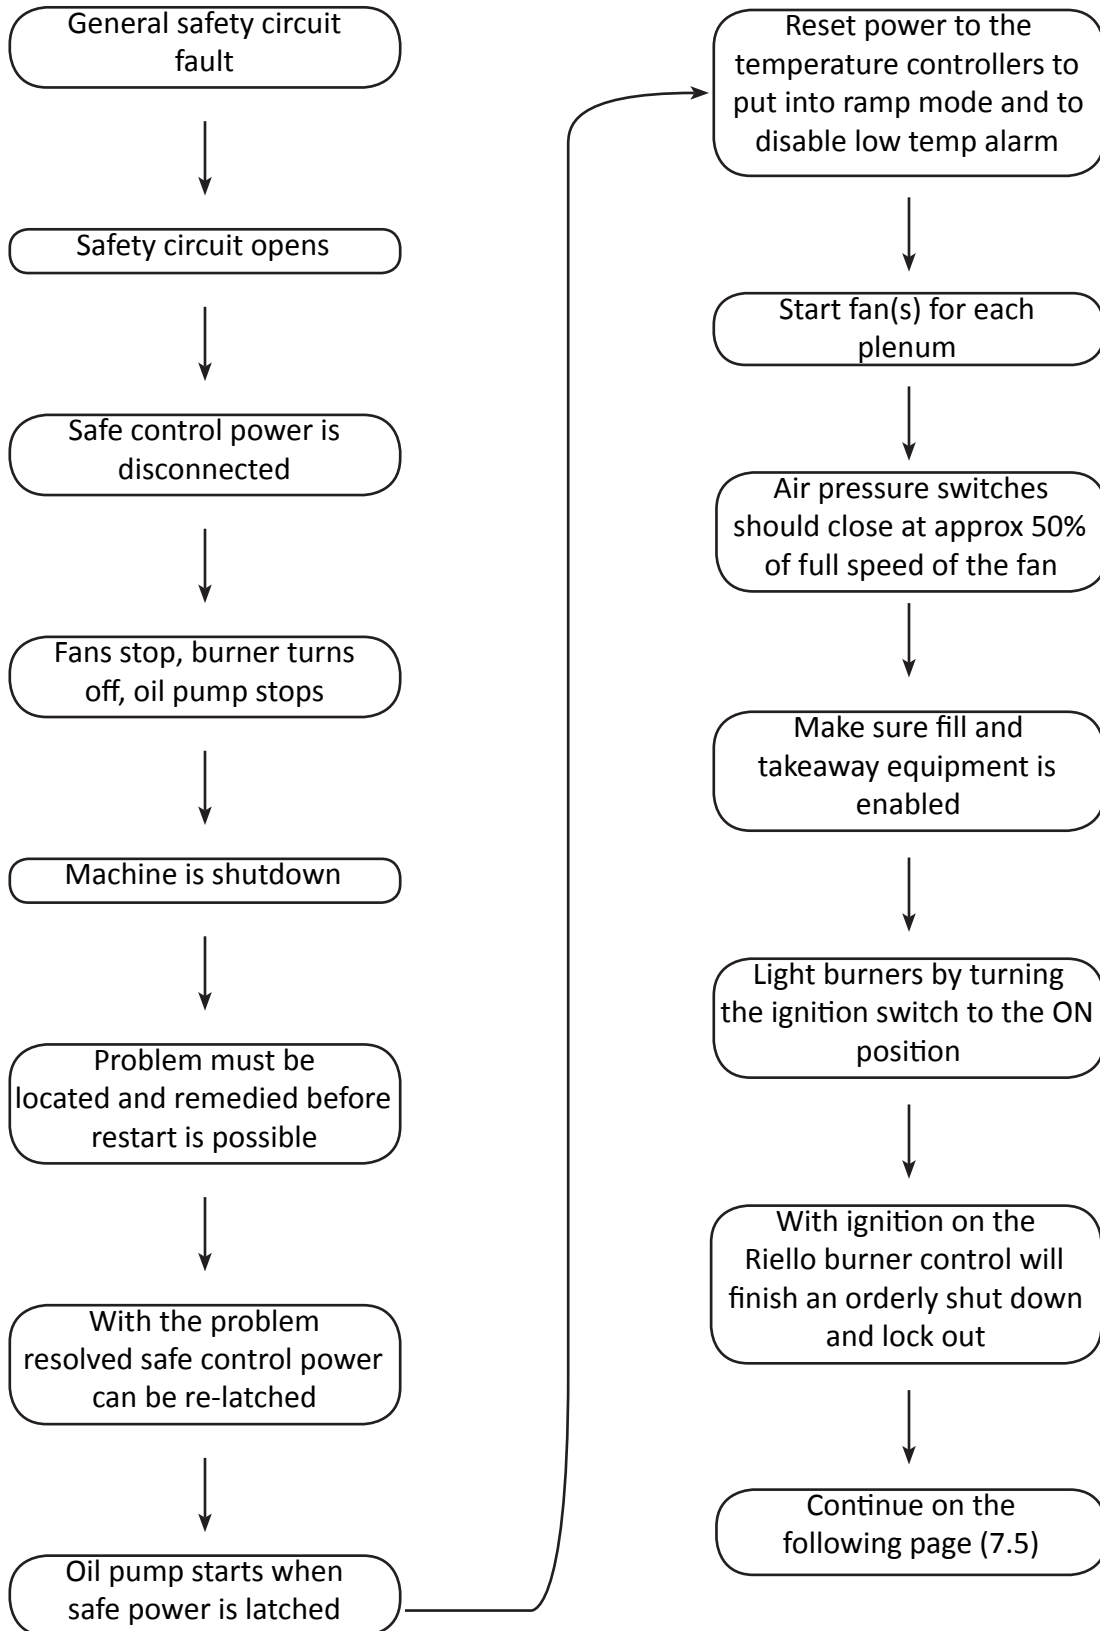 General safety circuit
fault
Safety circuit opens
Safe control power is
disconnected
Fans stop, burner turns
off, oil pump stops
Machine is shutdown
Problem must be
located and remedied before
restart is possible
With the problem
resolved safe control power
can be re-latched
Oil pump starts when
safe power is latched
Reset power to the
temperature controllers to
put into ramp mode and to
disable low temp alarm
Start fan(s) for each
plenum
Air pressure switches
should close at approx 50%
of full speed of the fan
Make sure fill and
takeaway equipment is
enabled
Light burners by turning
the ignition switch to the ON
position
With ignition on the
Riello burner control will
finish an orderly shut down
and lock out
Continue on the
following page (7.5)